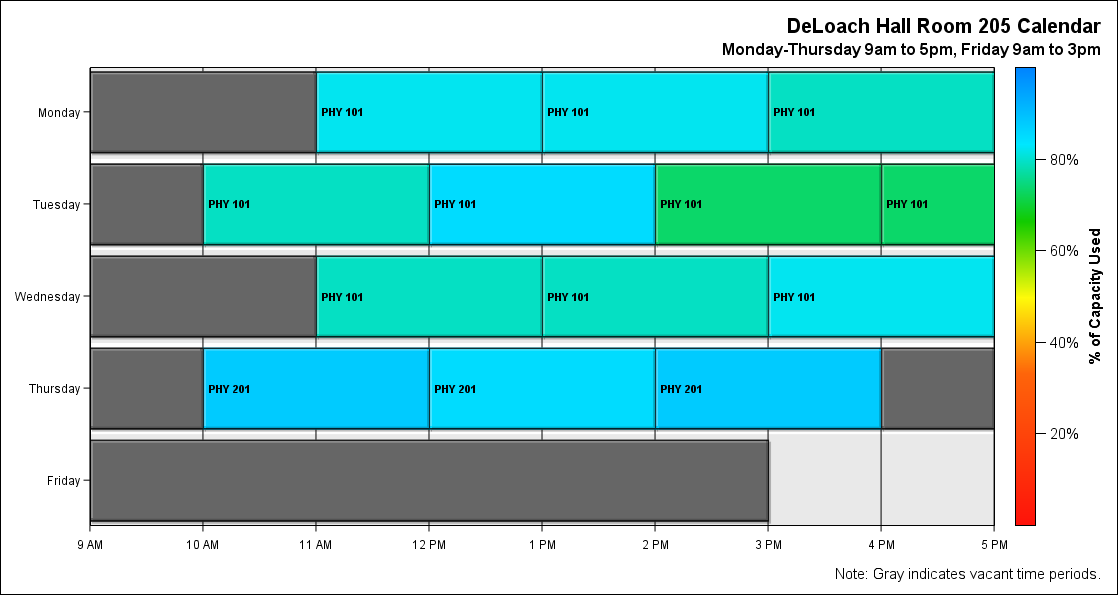 DeLoach Hall Room 205 Calendar
Monday-Thursday 9am to 5pm, Friday 9am to 3pm
Monday
PHY 101
PHY 101
PHY 101
Tuesday
PHY 101
PHY 101
PHY 101
PHY 101
Wednesday
PHY 101
PHY 101
PHY 101
Thursday
PHY 201
PHY 201
PHY 201
Friday
9 AM
10 AM
11 AM
12 PM
1 PM
2 PM
3 PM
4 PM
5 PM
80%
60%
40%
20%
% of Capacity Used
Note: Gray indicates vacant time periods.